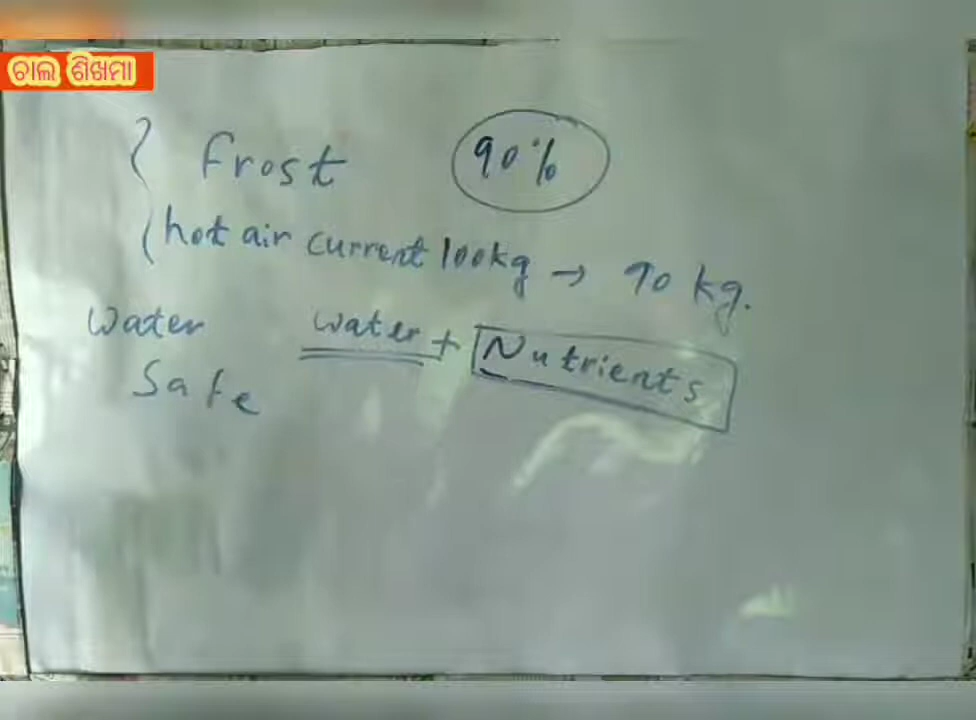 ଚାଲ ଶିଖମା
Frost 90%
hot air current 100kg → 90 kg.
Water water + Nutrients
Safe